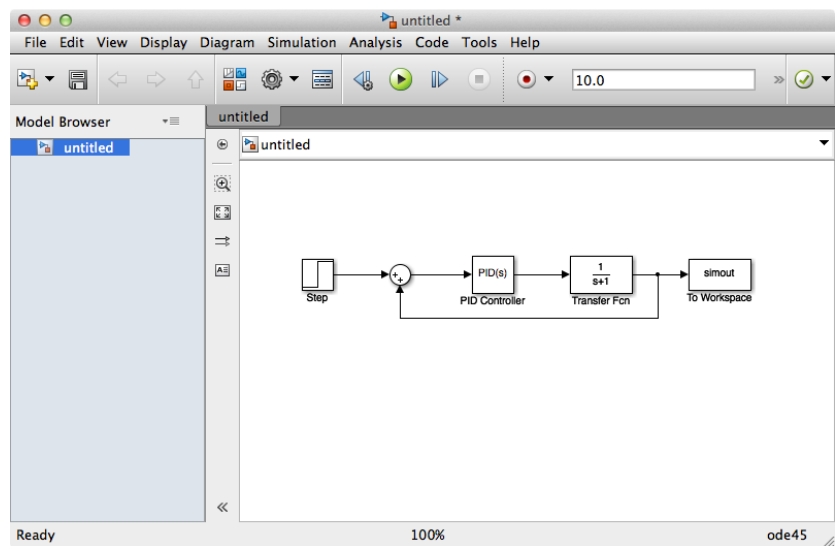 untitled *
File Edit View Display Diagram Simulation Analysis Code Tools Help
10.0
Model Browser
untitled
untitled
untitled
Step
PID(s)
PID Controller
1
s+1
Transfer Fcn
simout
To Workspace
Ready 100% ode45